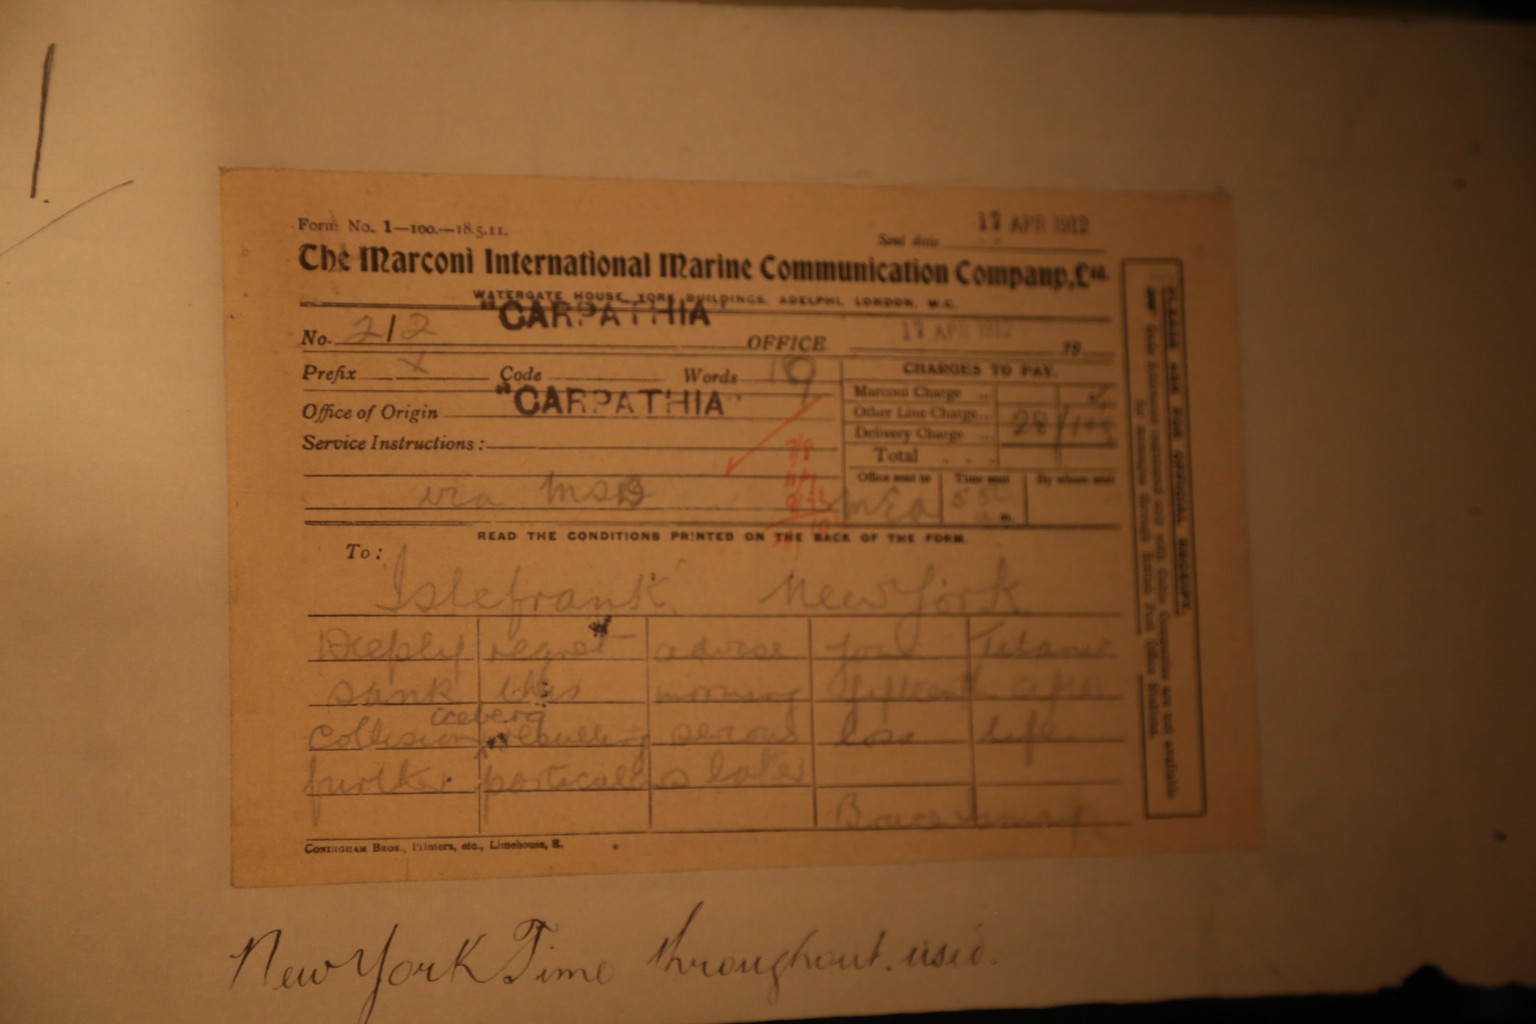 1.
Form No. 1—100.—18.5.11.
17 APR 1912
Sent date
The Marconi International Marine Communication Company, Ltd.
WATERGATE HOUSE, YORK BUILDINGS, ADELPHI, LONDON, W.C.
"CARPATHIA"
No. 212 OFFICE 17 APR 1912 19
Prefix X Code Words 19
CHARGES TO PAY.
Marconi Charge ...
Other Line Charge...
Delivery Charge ...
Total
Office of Origin "CARPATHIA"
Service Instructions:
via
Office sent to Time sent By whom sent
READ THE CONDITIONS PRINTED ON THE BACK OF THE FORM.
To:
Islefrank New York
Deeply regret advise you Titanic
sank this morning fifteenth after
iceberg
collision resulting serious loss life
further particulars later
CONINGHAM BROS., Printers, etc., Limehouse, E.
New York Time throughout used.